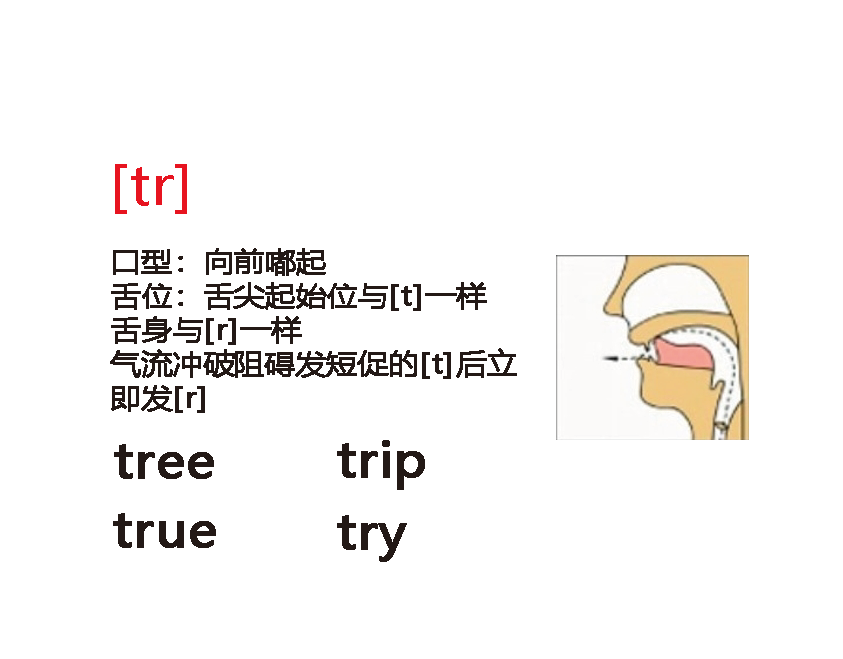 [tr]
口型：向前嘟起
舌位：舌尖起始位与[t]一样
舌身与[r]一样
气流冲破阻碍发短促的[t]后立
即发[r]
tree trip
true try